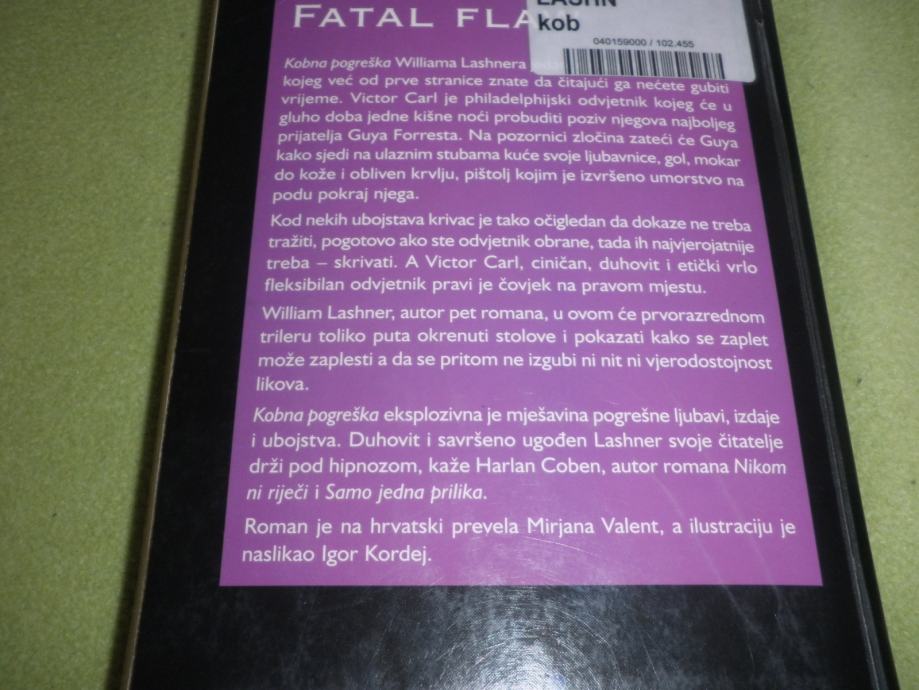 FATAL FLA
LASHN
kob
040159000 / 102.455
Kobna pogreška Williama Lashnera
kojeg već od prve stranice znate da čitajući ga nećete gubiti
vrijeme. Victor Carl je philadelphijski odvjetnik kojeg će u
gluho doba jedne kišne noći probuditi poziv njegova najboljeg
prijatelja Guya Forresta. Na pozornici zločina zateći će Guya
kako sjedi na ulaznim stubama kuće svoje ljubavnice, gol, mokar
do kože i obliven krvlju, pištolj kojim je izvršeno umorstvo na
podu pokraj njega.
Kod nekih ubojstava krivac je tako očigledan da dokaze ne treba
tražiti, pogotovo ako ste odvjetnik obrane, tada ih najvjerojatnije
treba – skrivati. A Victor Carl, ciničan, duhovit i etički vrlo
fleksibilan odvjetnik pravi je čovjek na pravom mjestu.
William Lashner, autor pet romana, u ovom će prvorazrednom
trileru toliko puta okrenuti stolove i pokazati kako se zaplet
može zaplesti a da se pritom ne izgubi ni nit ni vjerodostojnost
likova.
Kobna pogreška eksplozivna je mješavina pogrešne ljubavi, izdaje
i ubojstva. Duhovit i savršeno ugođen Lashner svoje čitatelje
drži pod hipnozom, kaže Harlan Coben, autor romana Nikom
ni riječi i Samo jedna prilika.
Roman je na hrvatski prevela Mirjana Valent, a ilustraciju je
naslikao Igor Kordej.